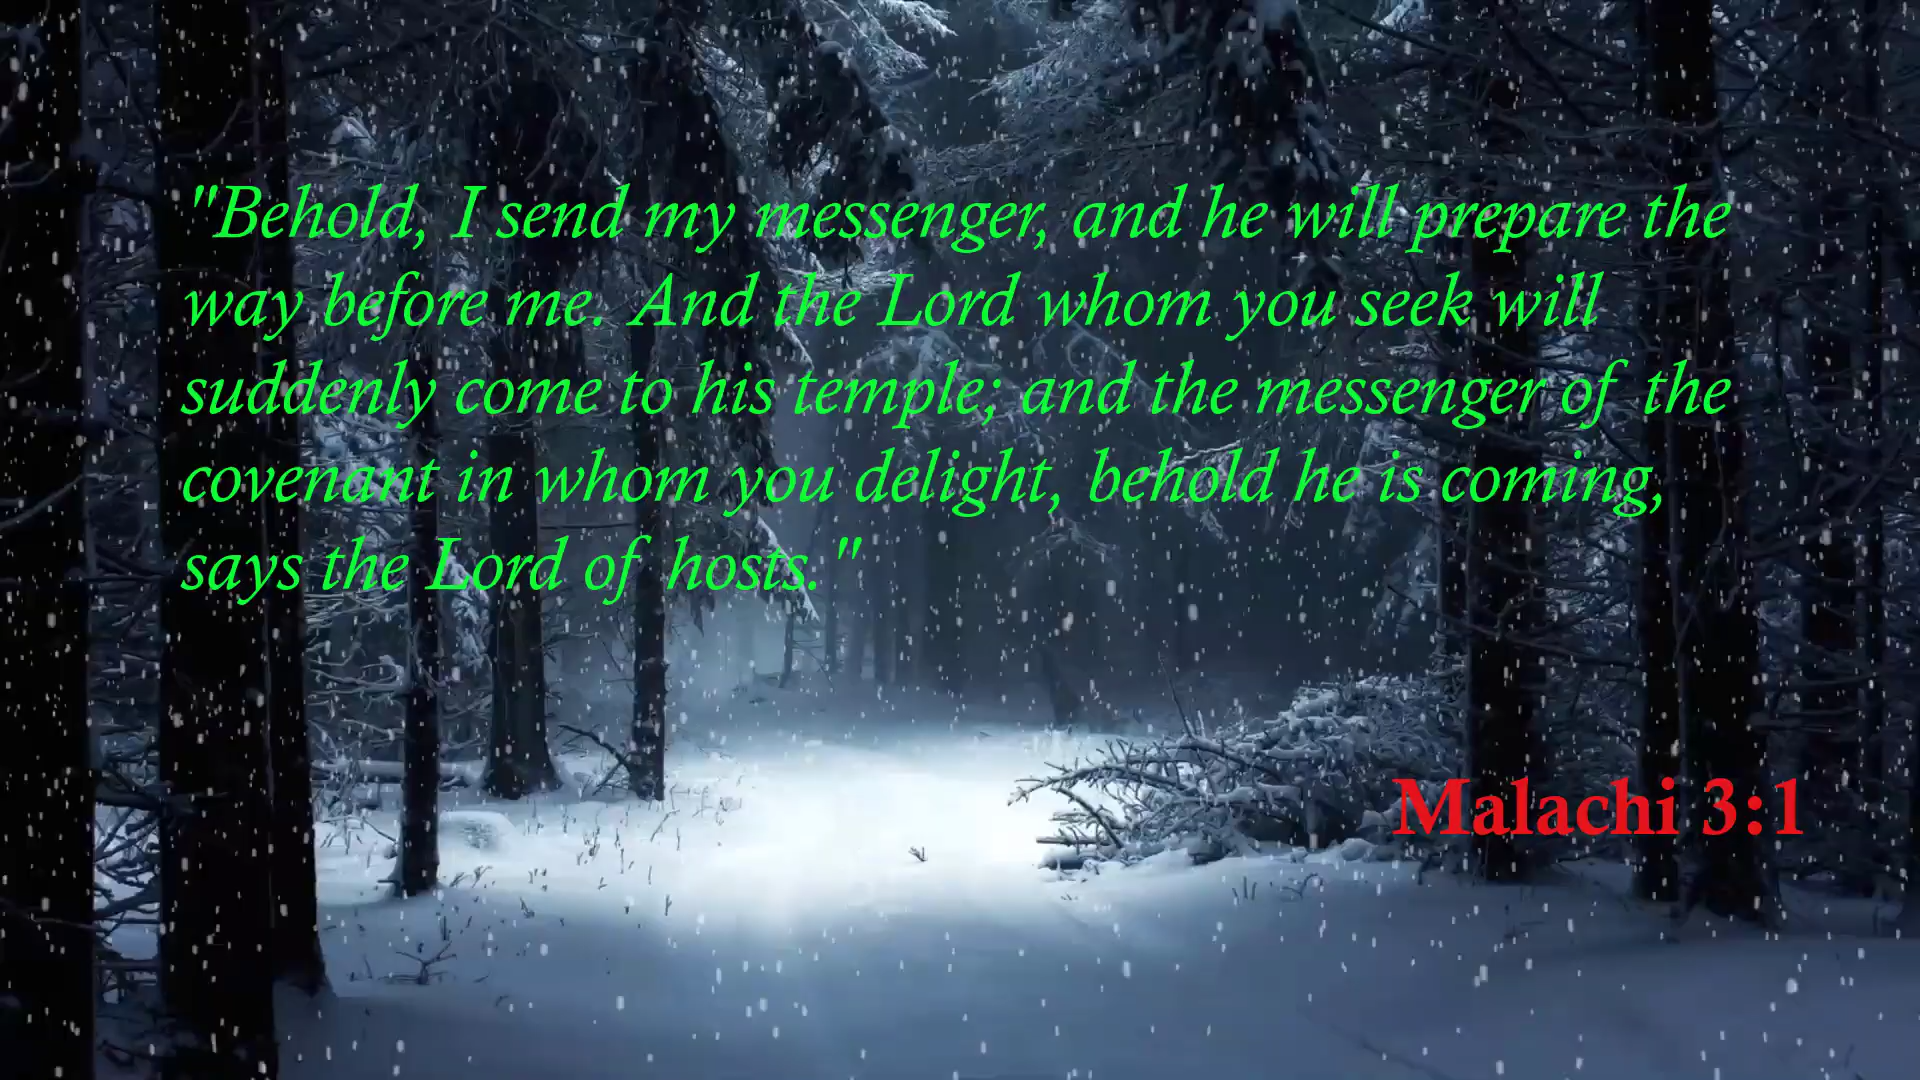 "Behold, I send my messenger, and he will prepare the
way before me. And the Lord whom you seek will
suddenly come to his temple; and the messenger of the
covenant in whom you delight, behold he is coming,
says the Lord of hosts."
Malachi 3:1